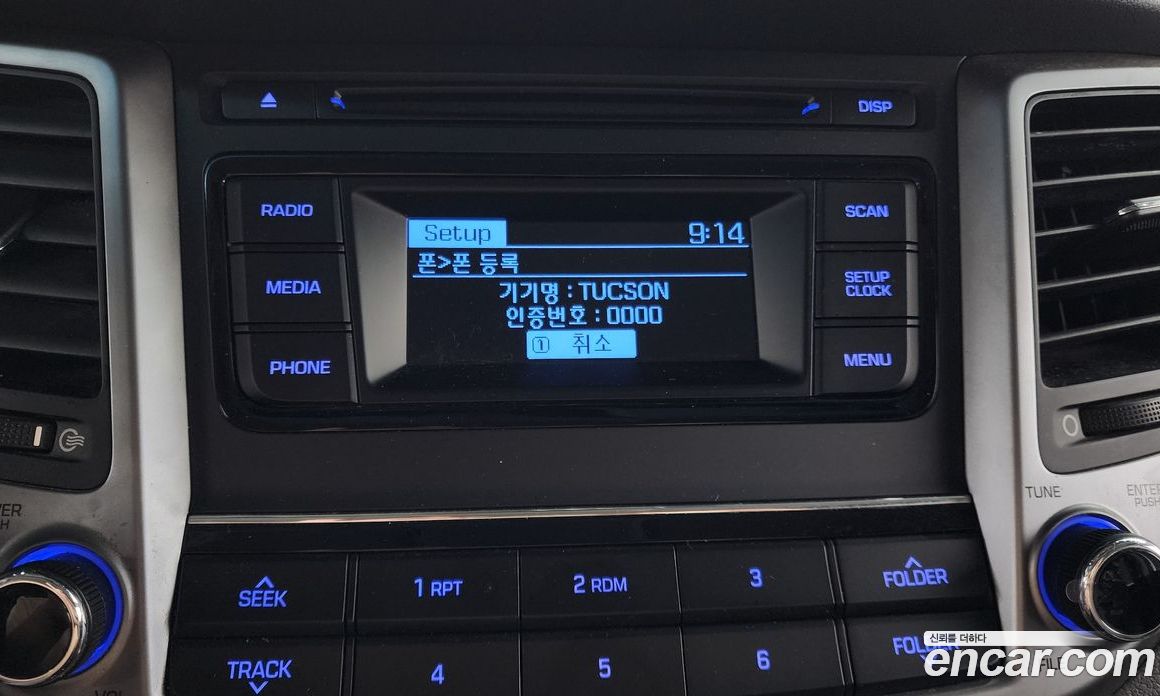 DISP
RADIO
SCAN
Setup 9:14
폰>폰 등록
기기명 : TUCSON
인증번호 : 0000
1 취소
MEDIA
SETUP
CLOCK
PHONE
MENU
TUNE
ENTER
PUSH
SEEK
1 RPT
2 RDM
3
FOLDER
TRACK
4
5
6
신뢰를 더하다
encar.com